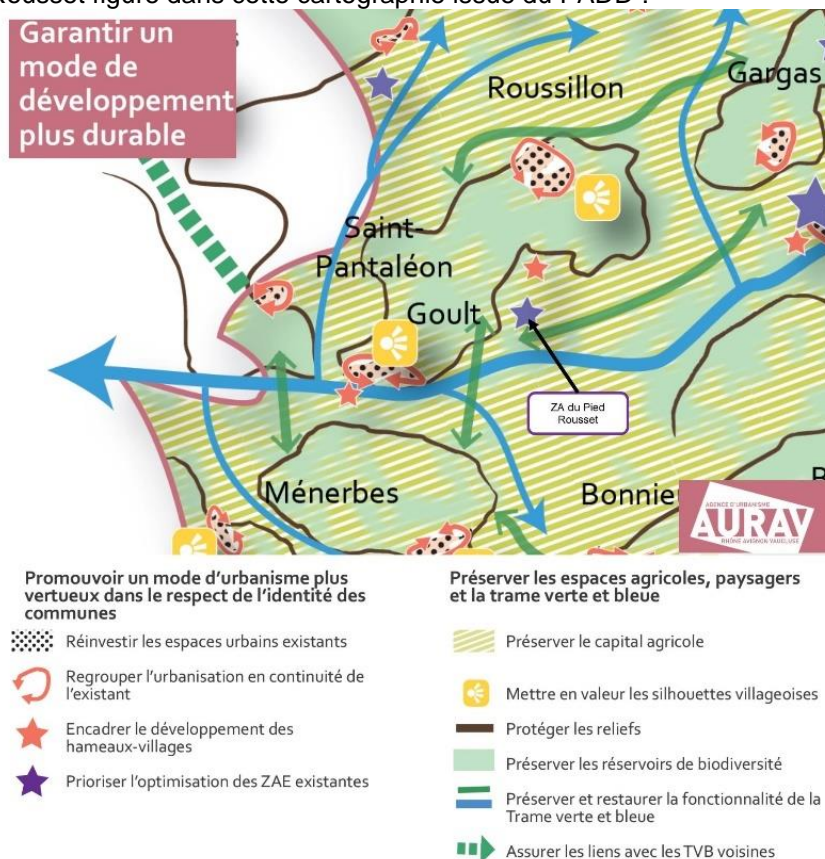 Rousset figure dans cette cartographie issue du PADD :
Garantir un
mode de
développement
plus durable
Roussillon
Gargas
Saint-
Pantaléon
Goult
ZA du Pied
Rousset
Ménerbes
Bonnie
AGENCE D'URBANISME
AURAV
RHÔNE AVIGNON VAUCLUSE
Promouvoir un mode d'urbanisme plus
vertueux dans le respect de l'identité des
communes
Réinvestir les espaces urbains existants
Regrouper l'urbanisation en continuité de
l'existant
Encadrer le développement des
hameaux-villages
Prioriser l'optimisation des ZAE existantes
Préserver les espaces agricoles, paysagers
et la trame verte et bleue
Préserver le capital agricole
Mettre en valeur les silhouettes villageoises
Protéger les reliefs
Préserver les réservoirs de biodiversité
Préserver et restaurer la fonctionnalité de la
Trame verte et bleue
Assurer les liens avec les TVB voisines